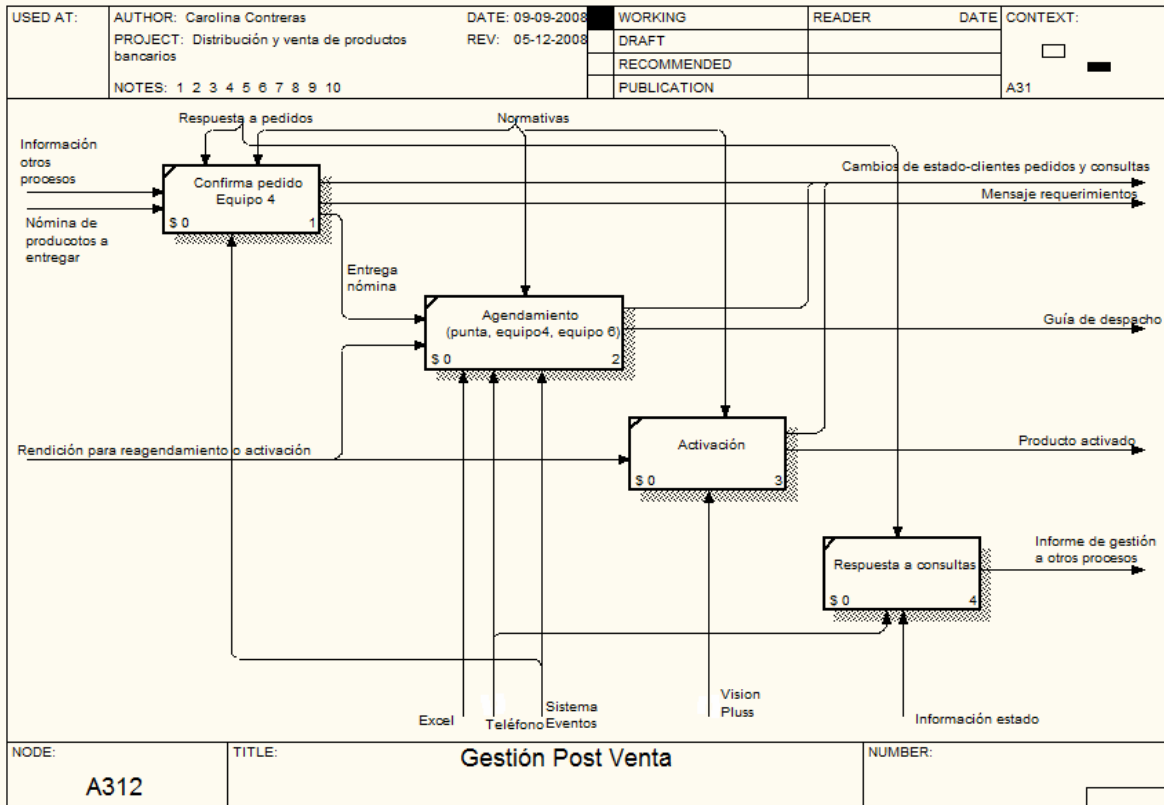 USED AT:
AUTHOR: Carolina Contreras
DATE: 09-09-2008
PROJECT: Distribución y venta de productos
bancarios
REV: 05-12-2008
NOTES: 1 2 3 4 5 6 7 8 9 10
WORKING
DRAFT
RECOMMENDED
PUBLICATION
READER
DATE
CONTEXT:
A31
Respuesta a pedidos
Normativas
Información
otros
procesos
Confirma pedido
Equipo 4
$ 0
1
Cambios de estado-clientes pedidos y consultas
Mensaje requerimientos
Nómina de
producotos a
entregar
Entrega
nómina
Agendamiento
(punta, equipo4, equipo 6)
$ 0
2
Guía de despacho
Rendición para reagendamiento o activación
Activación
$ 0
3
Producto activado
Respuesta a consultas
$ 0
4
Informe de gestión
a otros procesos
Excel
Teléfono
Sistema
Eventos
Vision
Pluss
Información estado
NODE:
A312
TITLE:
Gestión Post Venta
NUMBER: